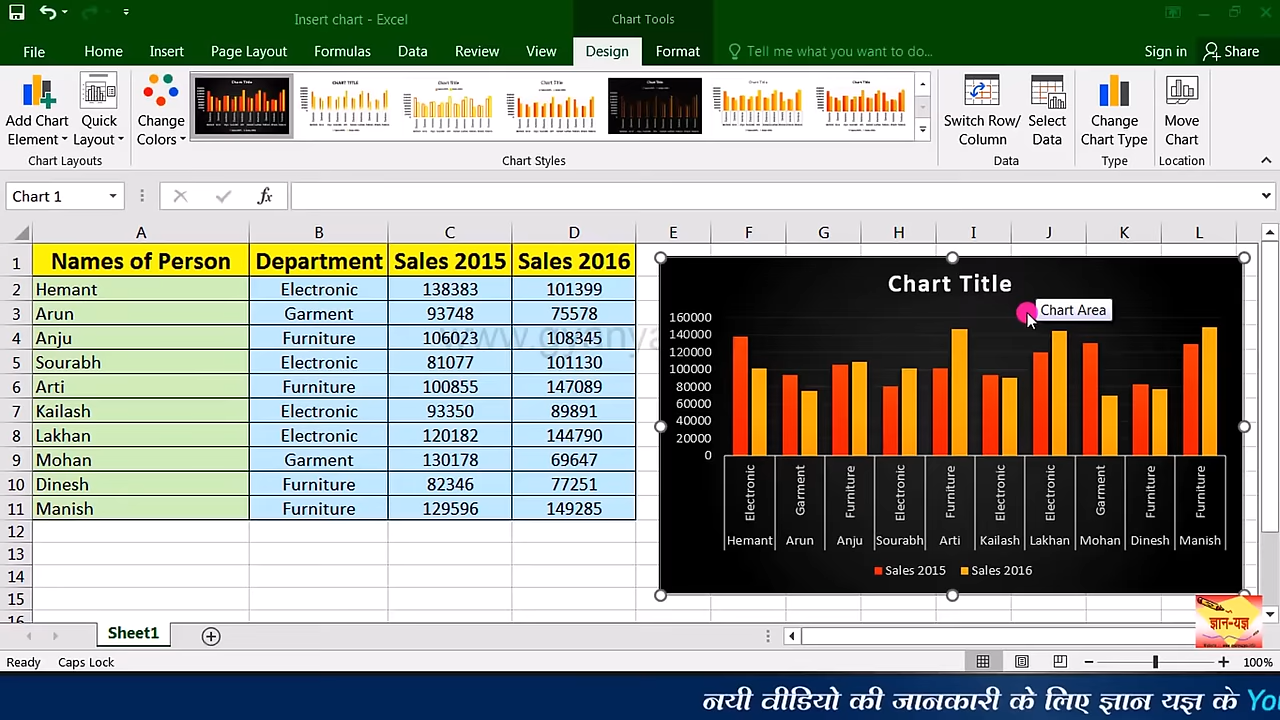 Insert chart - Excel
Chart Tools
File Home Insert Page Layout Formulas Data Review View Design Format Tell me what you want to do... Sign in Share
Add Chart Element Quick Layout Change Colors Switch Row/ Column Select Data Change Chart Type Move Chart
Chart Layouts Chart Styles Data Type Location
Chart 1 fx
A B C D E F G H I J K L
1 Names of Person Department Sales 2015 Sales 2016
2 Hemant Electronic 138383 101399
3 Arun Garment 93748 75578
4 Anju Furniture 106023 108345
5 Sourabh Electronic 81077 101130
6 Arti Furniture 100855 147089
7 Kailash Electronic 93350 89891
8 Lakhan Electronic 120182 144790
9 Mohan Garment 130178 69647
10 Dinesh Furniture 82346 77251
11 Manish Furniture 129596 149285
12
13
14
15
16
Chart Title
Chart Area
160000
140000
120000
100000
80000
60000
40000
20000
0
Electronic Garment Furniture Electronic Furniture Electronic Electronic Garment Furniture Furniture
Hemant Arun Anju Sourabh Arti Kailash Lakhan Mohan Dinesh Manish
Sales 2015 Sales 2016
ज्ञान-यज्ञ
Sheet1
Ready Caps Lock 100%
नयी वीडियो की जानकारी के लिए ज्ञान यज्ञ के